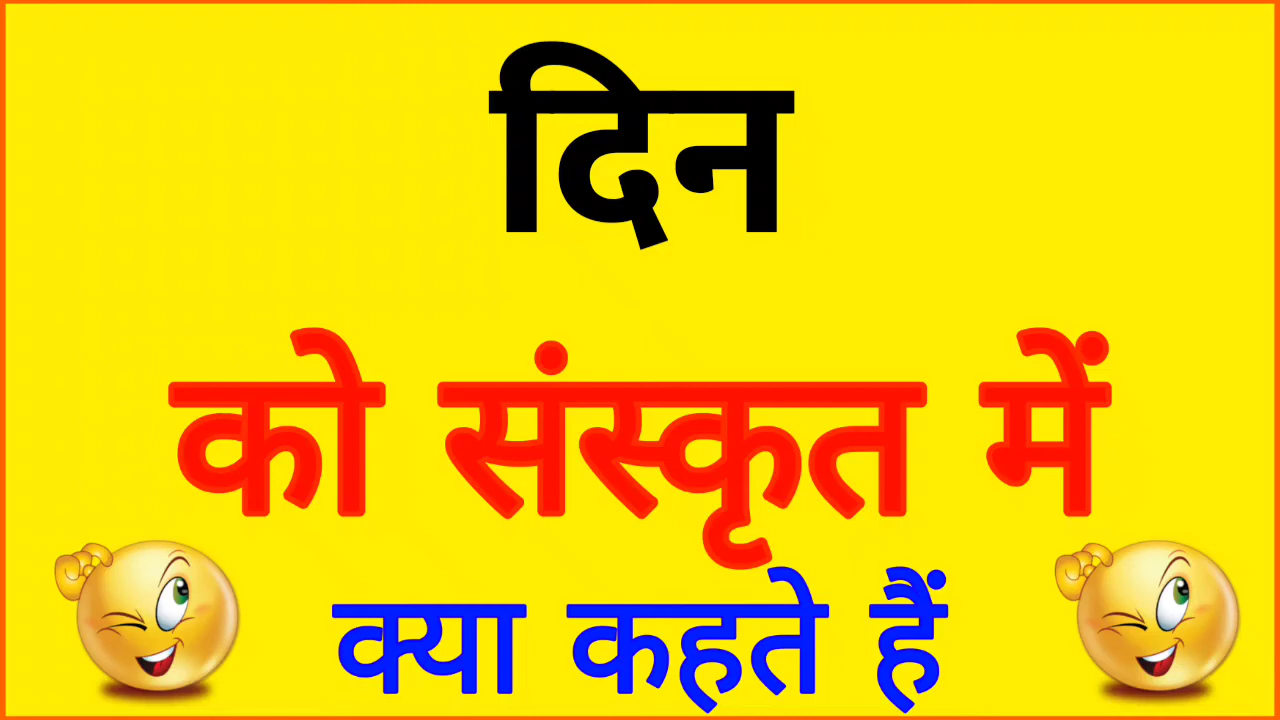 दिन
को संस्कृत में
क्या कहते हैं